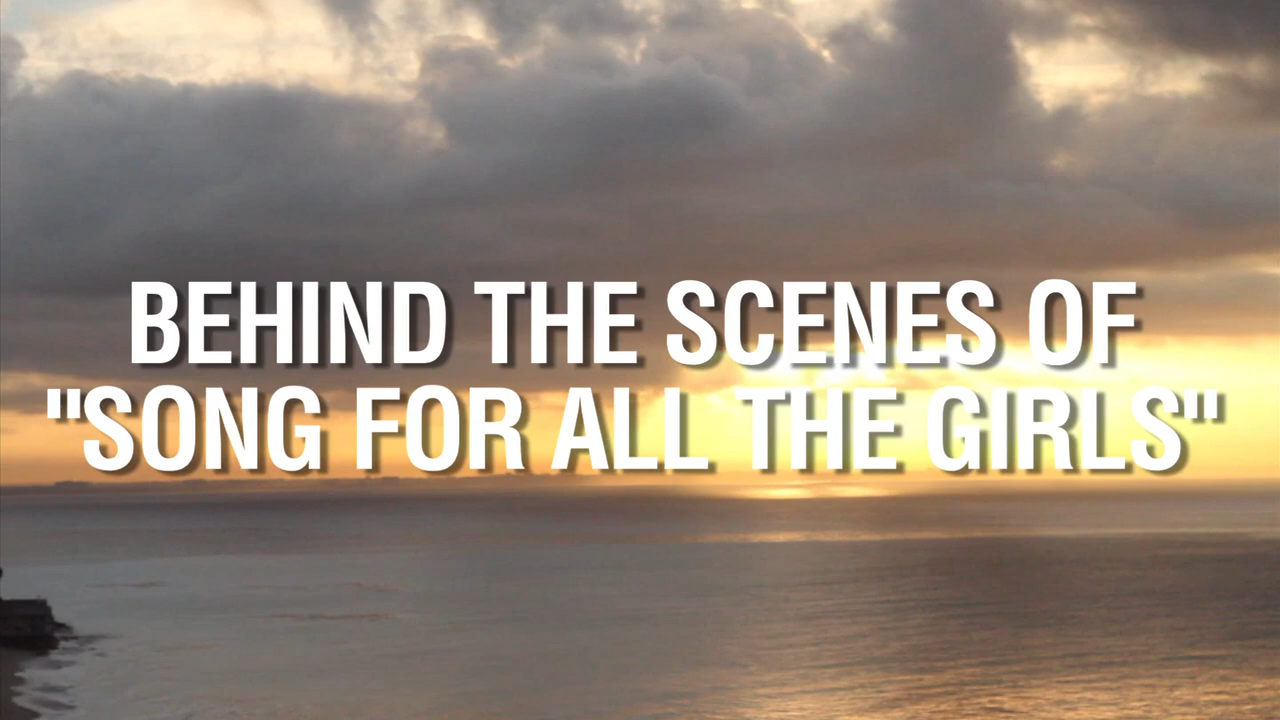 BEHIND THE SCENES OF
"SONG FOR ALL THE GIRLS"